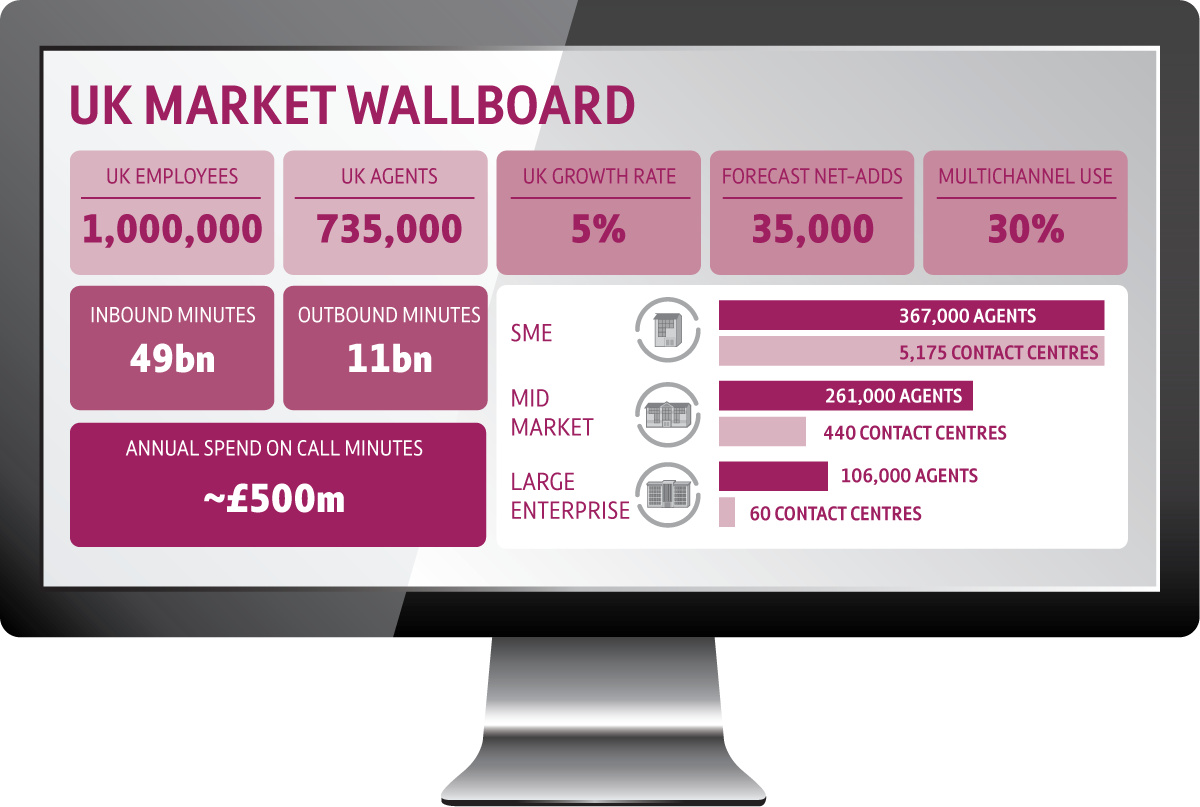 UK MARKET WALLBOARD
UK EMPLOYEES
1,000,000
UK AGENTS
735,000
UK GROWTH RATE
5%
FORECAST NET-ADDS
35,000
MULTICHANNEL USE
30%
INBOUND MINUTES
49bn
OUTBOUND MINUTES
11bn
ANNUAL SPEND ON CALL MINUTES
~£500m
SME
367,000 AGENTS
5,175 CONTACT CENTRES
MID
MARKET
261,000 AGENTS
440 CONTACT CENTRES
LARGE
ENTERPRISE
106,000 AGENTS
60 CONTACT CENTRES